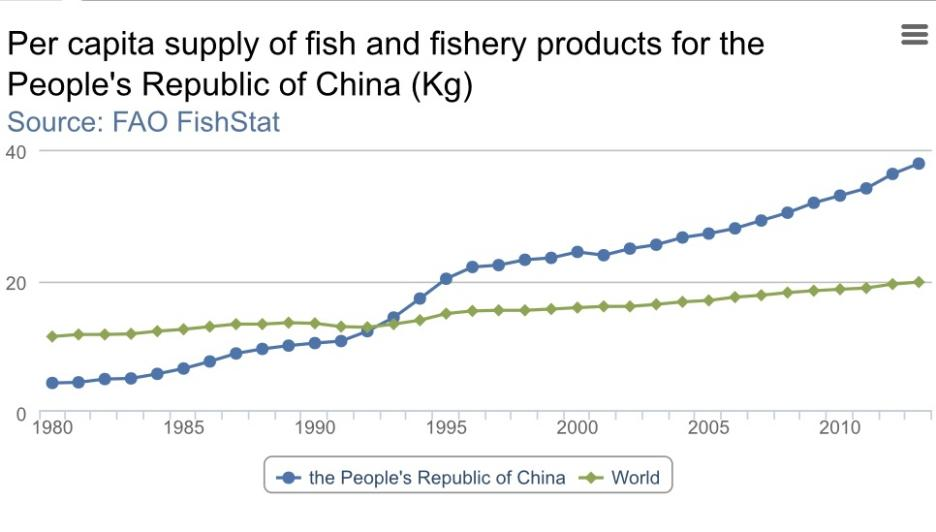 Per capita supply of fish and fishery products for the
People's Republic of China (Kg)
Source: FAO FishStat
40
20
0
1980 1985 1990 1995 2000 2005 2010
the People's Republic of China World